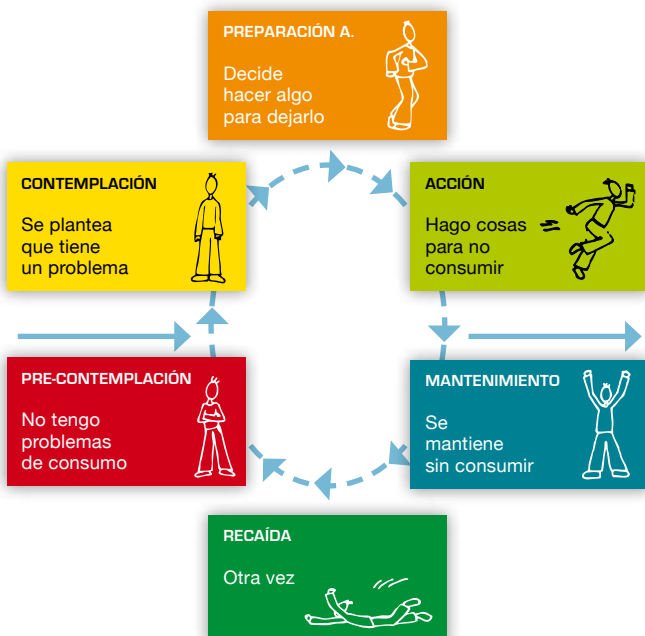 PREPARACIÓN A.
Decide
hacer algo
para dejarlo
CONTEMPLACIÓN
Se plantea
que tiene
un problema
ACCIÓN
Hago cosas
para no
consumir
PRE-CONTEMPLACIÓN
No tengo
problemas
de consumo
MANTENIMIENTO
Se
mantiene
sin consumir
RECAÍDA
Otra vez